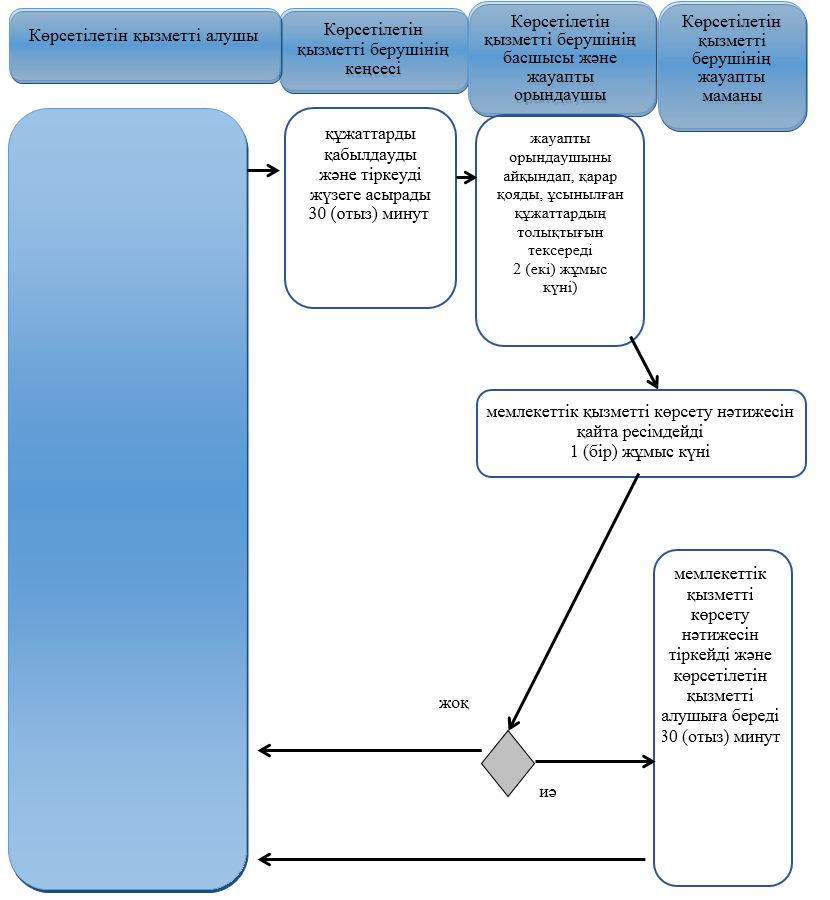 Көрсетілетін қызметті алушы
Көрсетілетін
қызметті берушінің
кеңсесі
Көрсетілетін
қызметті берушінің
басшысы және
жауапты
орындаушы
Көрсетілетін
қызметті
берушінің
жауапты
маманы
құжаттарды
қабылдауды
және тіркеуді
жүзеге асырады
30 (отыз) минут
жауапты
орындаушыны
айқындап, қарар
қояды, ұсынылған
құжаттардың
толықтығын
тексереді
2 (екі) жұмыс
күні)
мемлекеттік қызметті көрсету нәтижесін
қайта ресімдейді
1 (бір) жұмыс күні
мемлекеттік
қызметті
көрсету
нәтижесін
тіркейді және
көрсетілетін
қызметті
алушыға береді
30 (отыз) минут
жоқ
иә